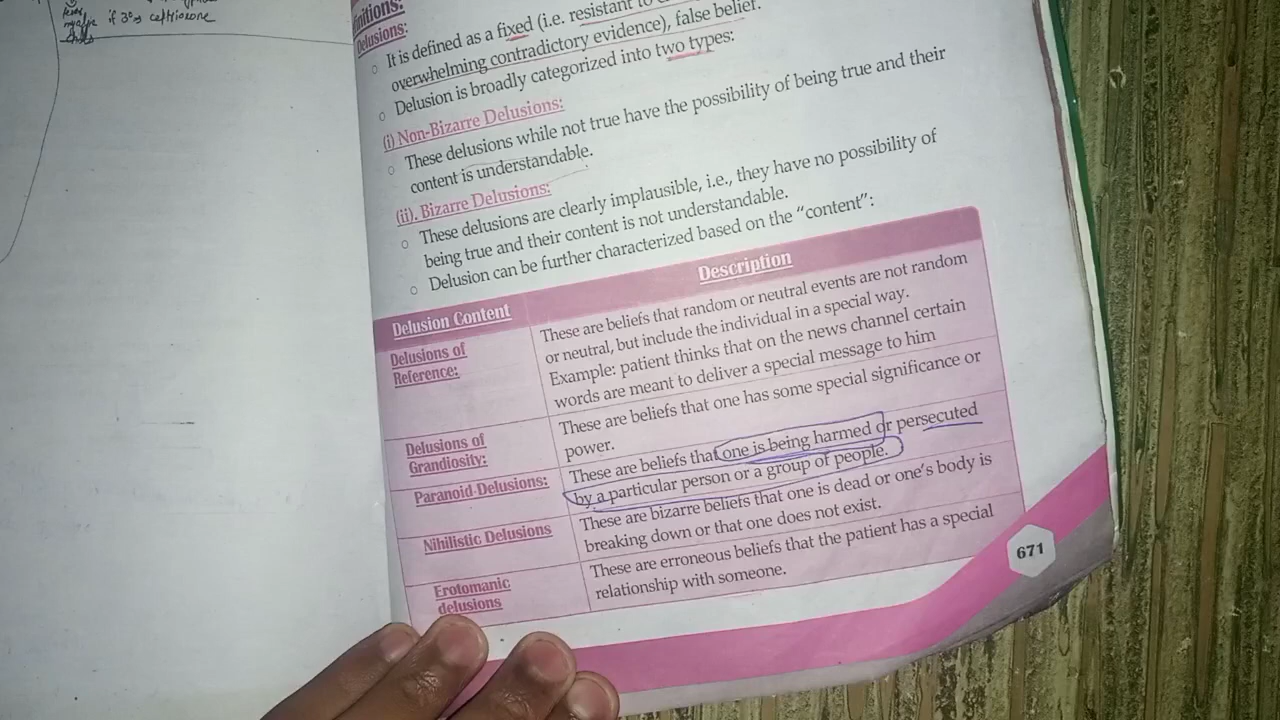 if 3° ceftriaxone
Definitions:
Delusions:
It is defined as a fixed (i.e. resistant to
overwhelming contradictory evidence), false belief.
Delusion is broadly categorized into two types:
(i) Non-Bizarre Delusions:
These delusions while not true have the possibility of being true and their
content is understandable.
(ii). Bizarre Delusions:
These delusions are clearly implausible, i.e., they have no possibility of
being true and their content is not understandable.
Delusion can be further characterized based on the "content":
Delusion Content Description
Delusions of
Reference:
These are beliefs that random or neutral events are not random
or neutral, but include the individual in a special way.
Example: patient thinks that on the news channel certain
words are meant to deliver a special message to him
Delusions of
Grandiosity:
These are beliefs that one has some special significance or
power.
Paranoid Delusions:
These are beliefs that one is being harmed or persecuted
by a particular person or a group of people.
Nihilistic Delusions
These are bizarre beliefs that one is dead or one's body is
breaking down or that one does not exist.
Erotomanic
delusions
These are erroneous beliefs that the patient has a special
relationship with someone.
671